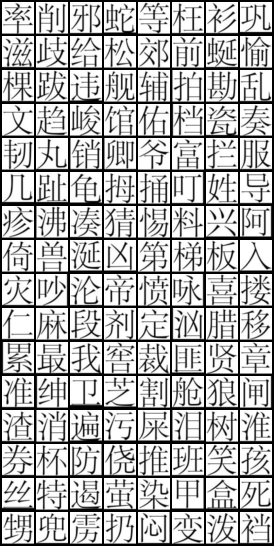 率削邪蛇等枉衫巩
滋歧给松郊前蜒愉
棵跋违舰辅拍勘乱
文趋峻馆佑档瓷奏
韧丸销卿爷富拦服
几趾龟拇捅叮姓导
疹沸凑猜惕料兴阿
倚兽涎凶第梯板入
灾吵沦帝愤咏喜搂
仁麻段剂定汹腊移
累最我窖裁匪贤章
准绅卫芝割舱狼闸
渣消遍污屎泪树淮
券杯防侥推班笑孩
丝特遏萤染甲盒死
甥兜雳扔闷变泼裆